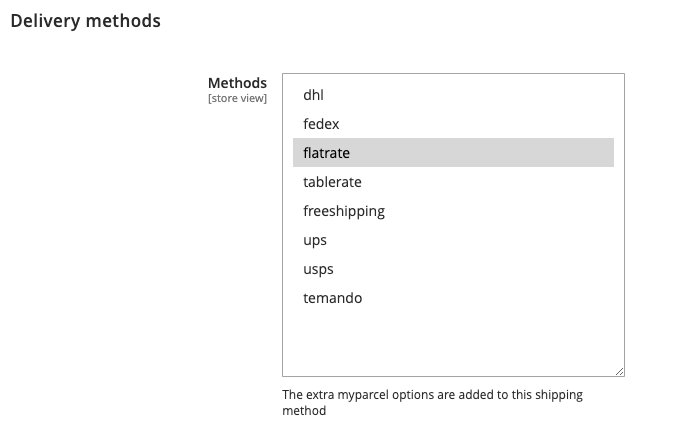 Delivery methods
Methods
[store view]
dhl
fedex
flatrate
tablerate
freeshipping
ups
usps
temando
The extra myparcel options are added to this shipping
method